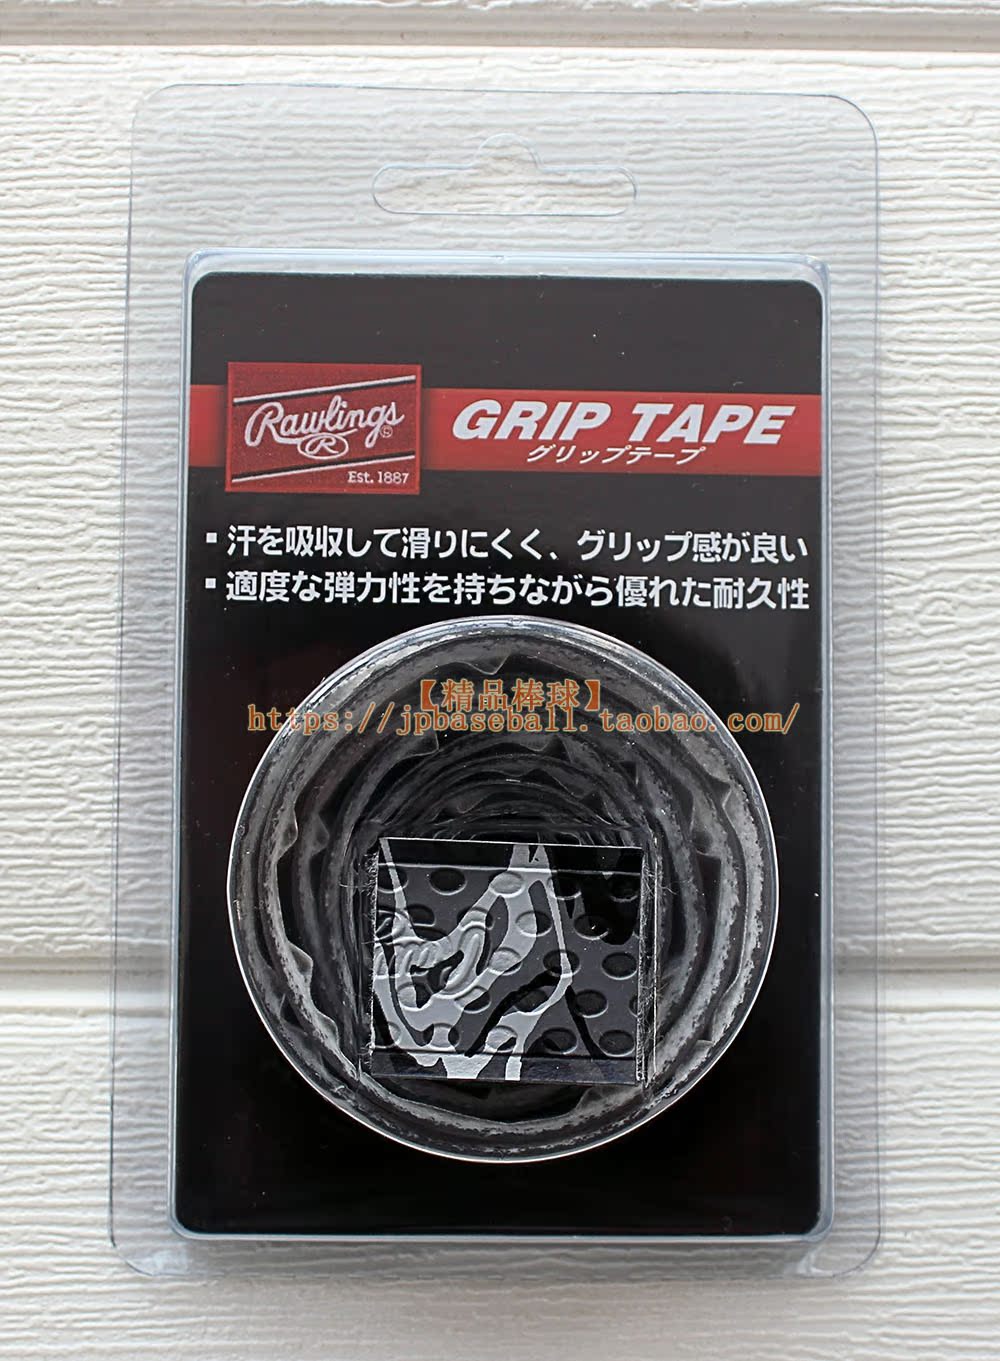 Rawlings
®
R
Est. 1887
GRIP TAPE
グリップテープ
▪ 汗を吸収して滑りにくく、グリップ感が良い
▪ 適度な弾力性を持ちながら優れた耐久性
【精品棒球】
https://jpbaseball.taobao.com/